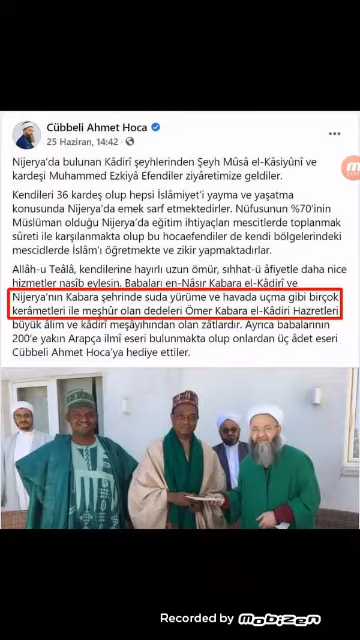 Cübbeli Ahmet Hoca
25 Haziran, 14:42 ·
Nijerya'da bulunan Kâdirî şeyhlerinden Şeyh Mûsâ el-Kâsiyûnî ve
kardeşi Muhammed Ezkiyâ Efendiler ziyâretimize geldiler.
Kendileri 36 kardeş olup hepsi İslâmiyet'i yayma ve yaşatma
konusunda Nijerya'da emek sarf etmektedirler. Nüfusunun %70'inin
Müslüman olduğu Nijerya'da eğitim ihtiyaçları mescitlerde toplanmak
sûreti ile karşılanmakta olup bu hocaefendiler de kendi bölgelerindeki
mescidlerde İslâm'ı öğretmekte ve zikir yapmaktadırlar.
Allâh-u Teâlâ, kendilerine hayırlı uzun ömür, sıhhat-ü âfiyetle daha nice
hizmetler nasîb eylesin. Babaları en-Nâsır Kabara el-Kâdirî ve
Nijerya'nın Kabara şehrinde suda yürüme ve havada uçma gibi birçok
kerâmetleri ile meşhûr olan dedeleri Ömer Kabara el-Kâdiri Hazretleri
büyük âlim ve kâdirî meşâyıhından olan zâtlardır. Ayrıca babalarının
200'e yakın Arapça ilmî eseri bulunmakta olup onlardan üç âdet eseri
Cübbeli Ahmet Hoca'ya hediye ettiler.
Recorded by mobizen